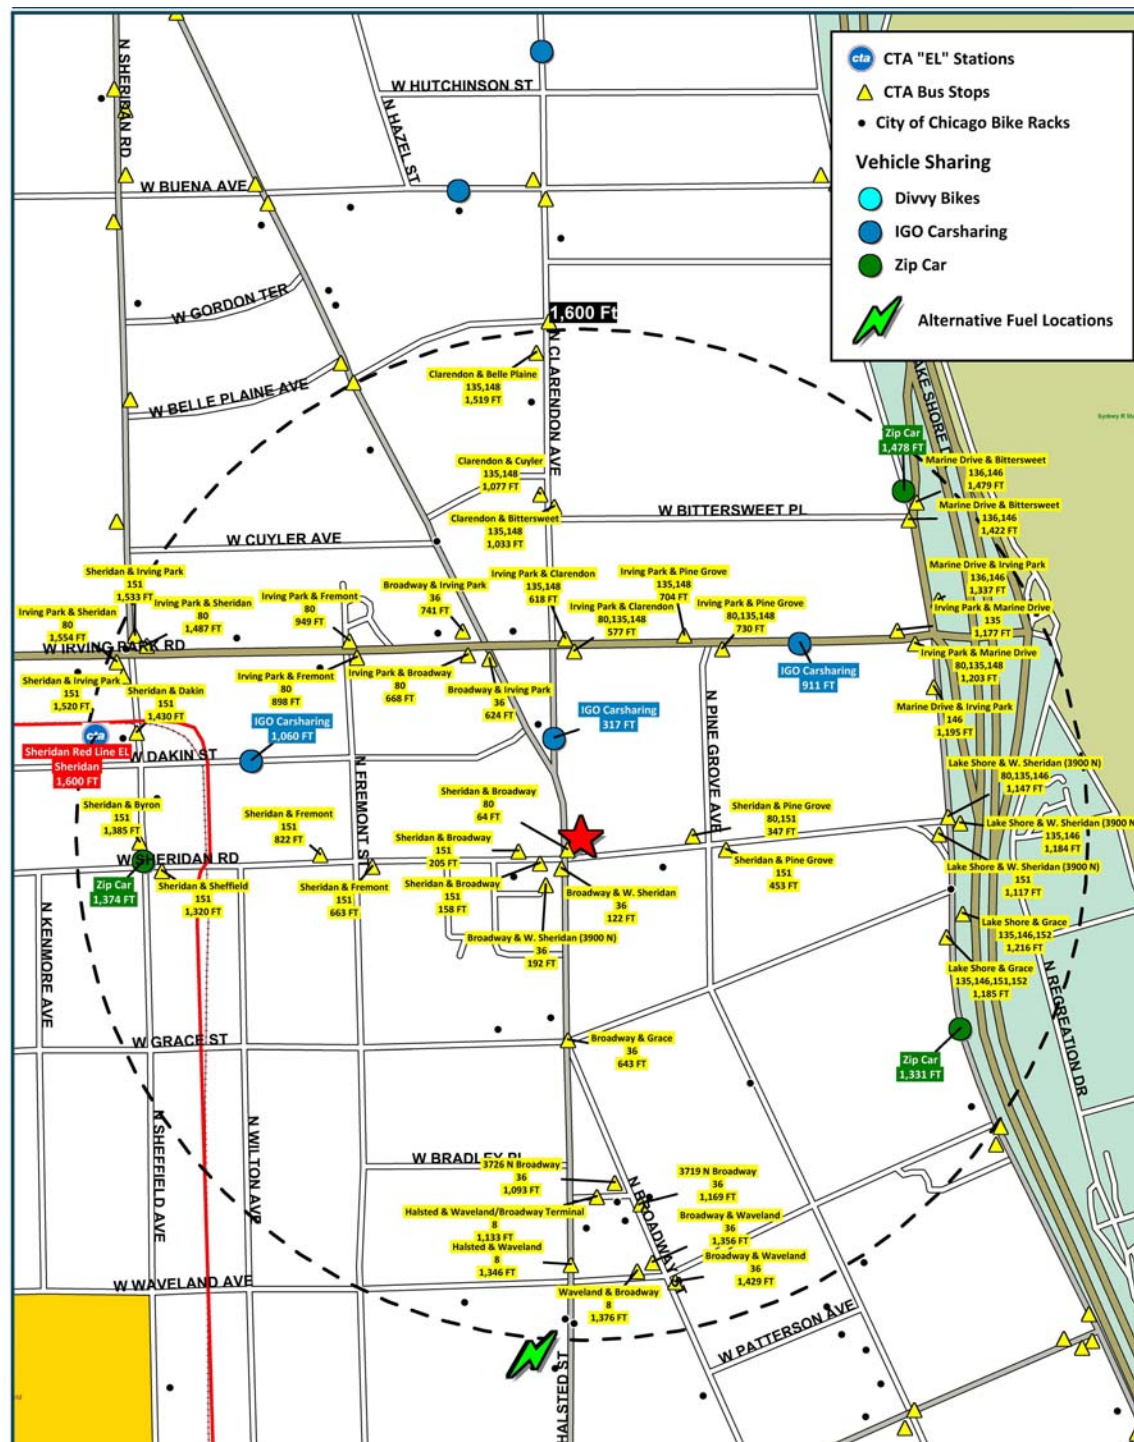 N SHERIDAN RD
W HUTCHINSON ST
N HAZEL ST
W BUENA AVE
cta
CTA "EL" Stations
CTA Bus Stops
City of Chicago Bike Racks
Vehicle Sharing
Divvy Bikes
IGO Carsharing
Zip Car
Alternative Fuel Locations
W GORDON TER
1,600 Ft
N CLARENDON AVE
W BELLE PLAINE AVE
Clarendon & Belle Plaine
135,148
1,519 FT
Zip Car
1,478 FT
Clarendon & Cuyler
135,148
1,077 FT
Marine Drive & Bittersweet
136,146
1,479 FT
Marine Drive & Bittersweet
136,146
1,422 FT
W BITTERSWEET PL
Clarendon & Bittersweet
135,148
1,033 FT
W CUYLER AVE
Sheridan & Irving Park
151
1,533 FT
Irving Park & Sheridan
80
1,554 FT
Irving Park & Sheridan
80
1,487 FT
Irving Park & Fremont
80
949 FT
Broadway & Irving Park
36
741 FT
Irving Park & Clarendon
135,148
618 FT
Irving Park & Clarendon
80,135,148
577 FT
Irving Park & Pine Grove
135,148
704 FT
Irving Park & Pine Grove
80,135,148
730 FT
Marine Drive & Irving Park
136,146
1,337 FT
Irving Park & Marine Drive
135
1,177 FT
W IRVING PARK RD
Irving Park & Marine Drive
80,135,148
1,203 FT
Sheridan & Irving Park
151
1,520 FT
Sheridan & Dakin
151
1,430 FT
Irving Park & Fremont
80
898 FT
Irving Park & Broadway
80
668 FT
Broadway & Irving Park
36
624 FT
IGO Carsharing
911 FT
IGO Carsharing
1,060 FT
IGO Carsharing
317 FT
N PINE GROVE AVE
Marine Drive & Irving Park
146
1,195 FT
cta
Sheridan Red Line EL
Sheridan
1,600 FT
W DAKIN ST
N FREMONT ST
Lake Shore & W. Sheridan (3900 N)
80,135,146
1,147 FT
Sheridan & Byron
151
1,385 FT
Sheridan & Fremont
151
822 FT
Sheridan & Broadway
80
64 FT
Sheridan & Broadway
151
205 FT
Sheridan & Pine Grove
80,151
347 FT
Lake Shore & W. Sheridan (3900 N
135,146
1,184 FT
W SHERIDAN RD
Sheridan & Pine Grove
151
453 FT
Lake Shore & W. Sheridan (3900 N)
151
1,117 FT
Zip Car
1,374 FT
Sheridan & Sheffield
151
1,320 FT
Sheridan & Fremont
151
663 FT
Sheridan & Broadway
151
158 FT
Broadway & W. Sheridan
36
122 FT
Broadway & W. Sheridan (3900 N)
36
192 FT
Lake Shore & Grace
135,146,152
1,216 FT
Lake Shore & Grace
135,146,151,152
1,185 FT
N KENMORE AVE
N RECREATION DR
W GRACE ST
Broadway & Grace
36
643 FT
Zip Car
1,331 FT
N SHEFFIELD AVE
N WILTON AVE
W BRADLEY PL
3726 N Broadway
36
1,093 FT
3719 N Broadway
36
1,169 FT
N BROADWAY ST
Halsted & Waveland/Broadway Terminal
8
1,133 FT
Halsted & Waveland
8
1,346 FT
Broadway & Waveland
36
1,356 FT
Broadway & Waveland
36
1,429 FT
W WAVELAND AVE
Waveland & Broadway
8
1,376 FT
W PATTERSON AVE
HALSTED ST